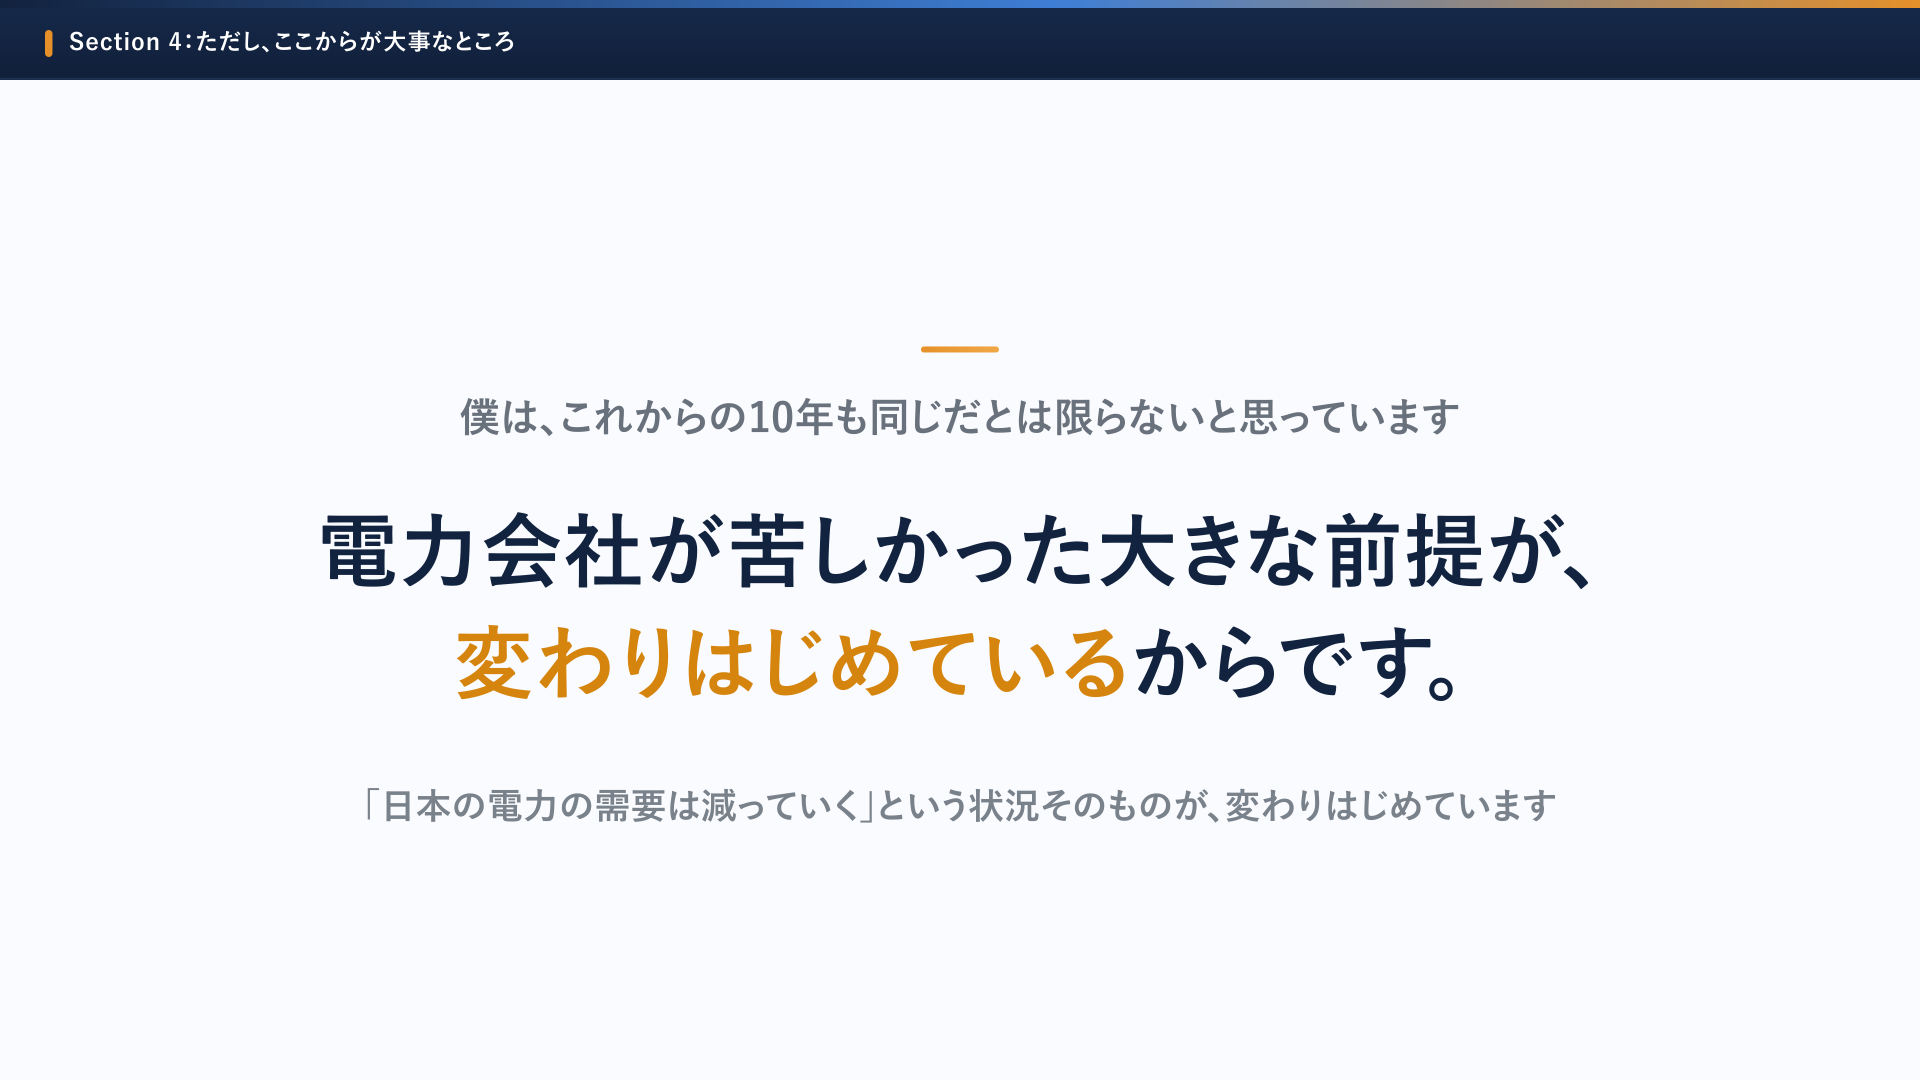 Section 4：ただし、ここからが大事なところ
僕は、これからの10年も同じだとは限らないと思っています
電力会社が苦しかった大きな前提が、
変わりはじめているからです。
「日本の電力の需要は減っていく」という状況そのものが、変わりはじめています